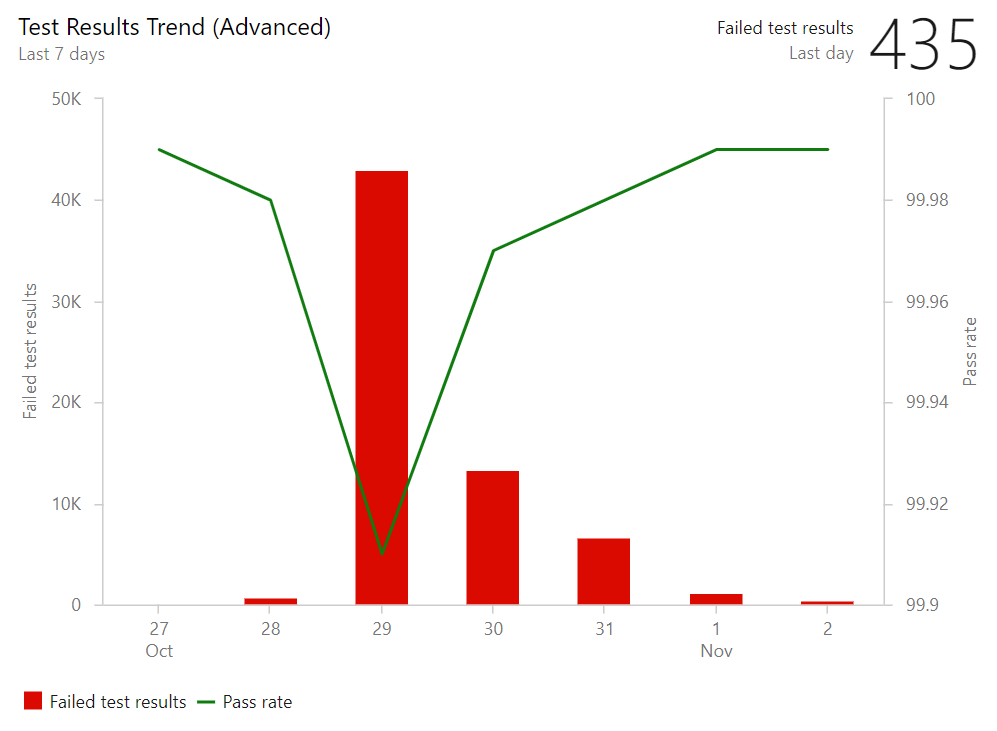 Test Results Trend (Advanced)
Last 7 days
Failed test results
Last day
435
50K
40K
30K
20K
10K
0
Failed test results
100
99.98
99.96
99.94
99.92
99.9
Pass rate
27 28 29 30 31 1 2
Oct Nov
Failed test results Pass rate